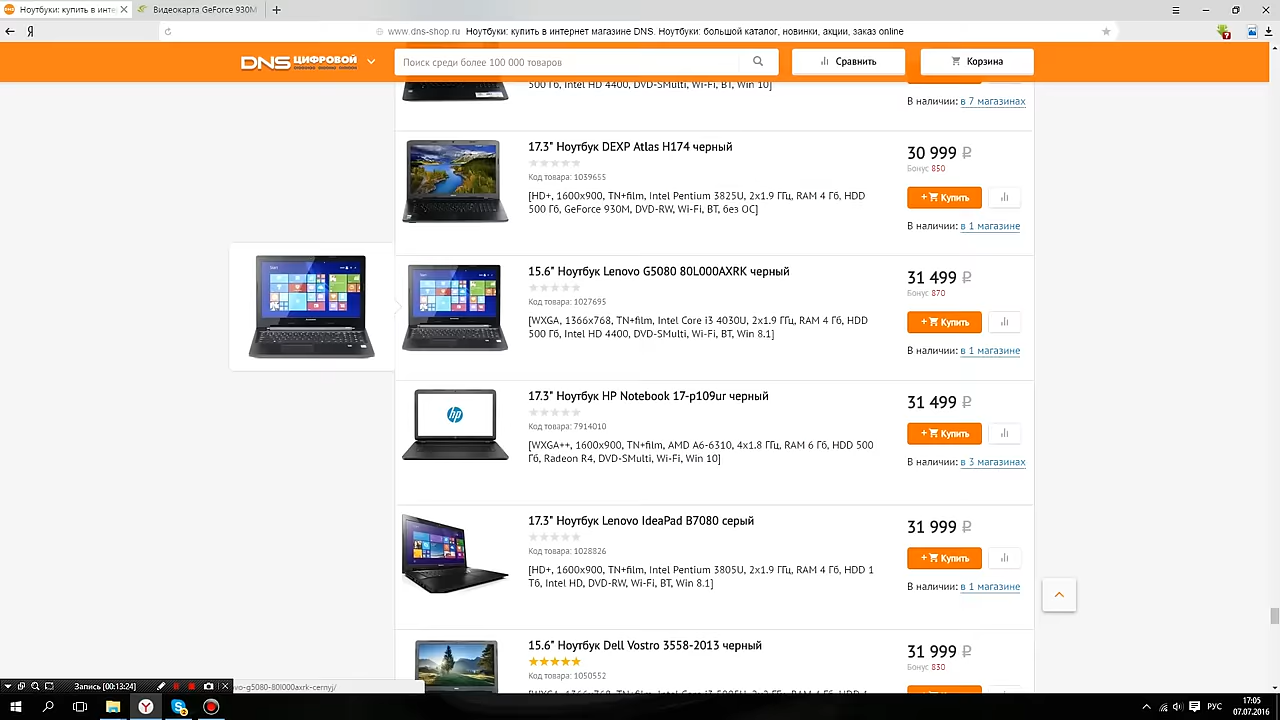 Ноутбуки: купить в инте
Видеокарта GeForce 930M
www.dns-shop.ru Ноутбуки: купить в интернет магазине DNS. Ноутбуки: большой каталог, новинки, акции, заказ online
DNS ЦИФРОВОЙ
Поиск среди более 100 000 товаров
Сравнить
Корзина
500 Гб, Intel HD 4400, DVD-SMulti, Wi-Fi, BT, Win 10]
В наличии: в 7 магазинах
17.3" Ноутбук DEXP Atlas H174 черный
30 999 ₽
Бонус 850
Код товара: 1039655
[HD+, 1600x900, TN+film, Intel Pentium 3825U, 2x1.9 ГГц, RAM 4 Гб, HDD
500 Гб, GeForce 930M, DVD-RW, Wi-Fi, BT, без ОС]
+ Купить
В наличии: в 1 магазине
15.6" Ноутбук Lenovo G5080 80L000AXRK черный
31 499 ₽
Бонус 870
Код товара: 1027695
[WXGA, 1366x768, TN+film, Intel Core i3 4030U, 2x1.9 ГГц, RAM 4 Гб, HDD
500 Гб, Intel HD 4400, DVD-SMulti, Wi-Fi, BT, Win 8.1]
+ Купить
В наличии: в 1 магазине
17.3" Ноутбук HP Notebook 17-p109ur черный
31 499 ₽
Код товара: 7914010
[WXGA++, 1600x900, TN+film, AMD A6-6310, 4x1.8 ГГц, RAM 6 Гб, HDD 500
Гб, Radeon R4, DVD-SMulti, Wi-Fi, Win 10]
+ Купить
В наличии: в 3 магазинах
17.3" Ноутбук Lenovo IdeaPad B7080 серый
31 999 ₽
Код товара: 1028826
[HD+, 1600x900, TN+film, Intel Pentium 3805U, 2x1.9 ГГц, RAM 4 Гб, HDD 1
Тб, Intel HD, DVD-RW, Wi-Fi, BT, Win 8.1]
+ Купить
В наличии: в 1 магазине
15.6" Ноутбук Dell Vostro 3558-2013 черный
31 999 ₽
Бонус 830
Код товара: 1050552
Запись [00:13:24]
vo-g5080-80l000axrk-cernyj/
РУС
17:05
07.07.2016